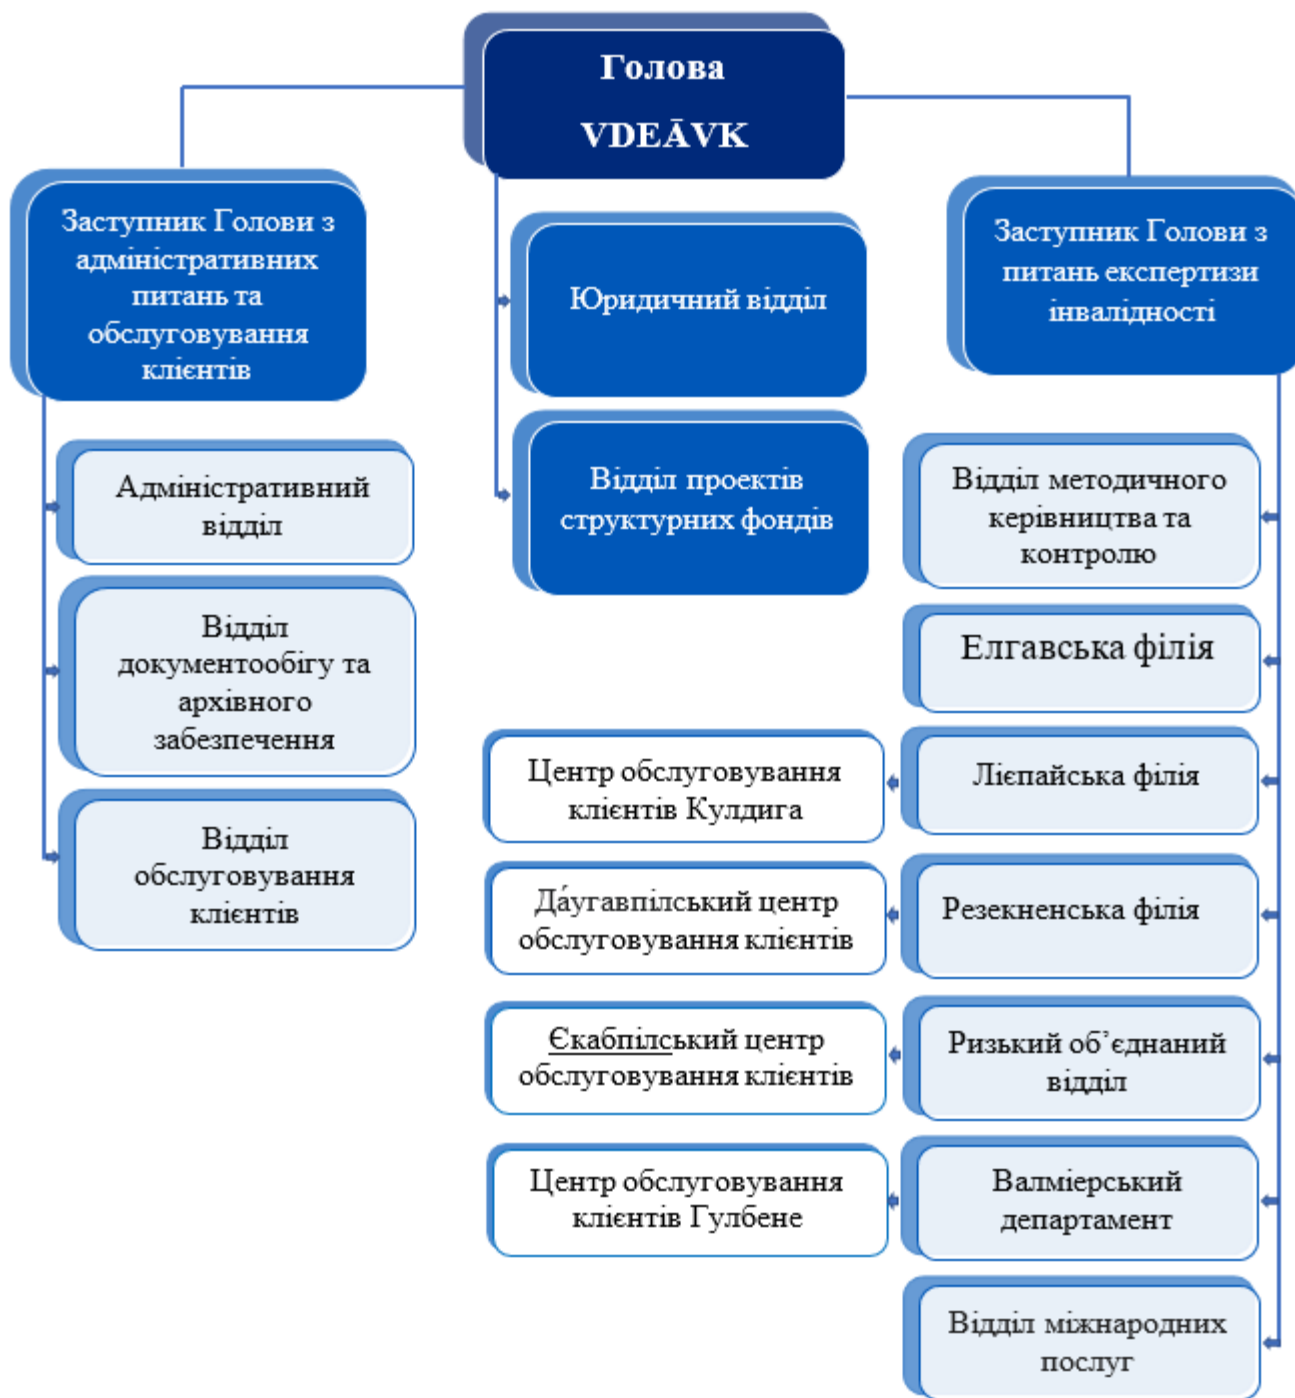 Голова
VDEĀVK
Заступник Голови з
адміністративних
питань та
обслуговування
клієнтів
Адміністративний
відділ
Відділ
документообігу та
архівного
забезпечення
Відділ
обслуговування
клієнтів
Юридичний відділ
Відділ проектів
структурних фондів
Заступник Голови з
питань експертизи
інвалідності
Відділ методичного
керівництва та
контролю
Елгавська філія
Лієпайська філія
Центр обслуговування
клієнтів Кулдига
Резекненська філія
Да́угавпілський центр
обслуговування клієнтів
Ризький об’єднаний
відділ
Єкабпілський центр
обслуговування клієнтів
Валмієрський
департамент
Центр обслуговування
клієнтів Гулбене
Відділ міжнародних
послуг